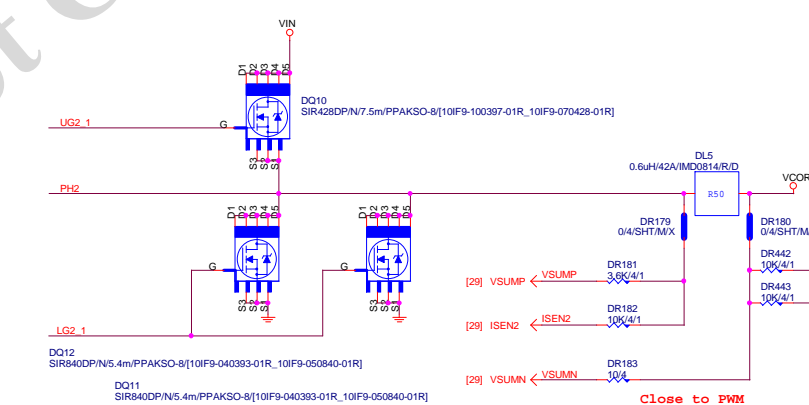 VIN
D1
D2
D3
D4
D5
DQ10
SIR428DP/N/7.5m/PPAKSO-8/[10IF9-100397-01R_10IF9-070428-01R]
UG2_1
G
S3
S2
S1
DL5
0.6uH/42A/IMD0814/R/D
PH2
R50
VCOR
D1
D2
D3
D4
D5
D1
D2
D3
D4
D5
DR179
0/4/SHT/M/X
DR180
0/4/SHT/M/
G
G
DR442
10K/4/1
DR181
3.6K/4/1
[29] VSUMP
VSUMP
DR443
10K/4/1
S3
S2
S1
S3
S2
S1
DR182
10K/4/1
[29] ISEN2
ISEN2
LG2_1
DQ12
SIR840DP/N/5.4m/PPAKSO-8/[10IF9-040393-01R_10IF9-050840-01R]
DR183
10/4
[29] VSUMN
VSUMN
DQ11
SIR840DP/N/5.4m/PPAKSO-8/[10IF9-040393-01R_10IF9-050840-01R]
Close to PWM